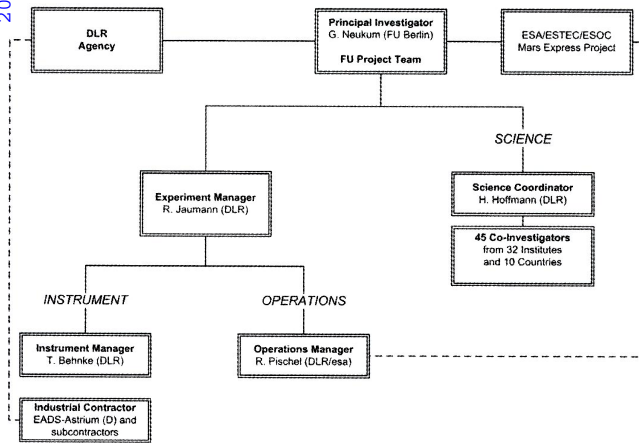 20
DLR
Agency
Principal Investigator
G. Neukum (FU Berlin)
FU Project Team
ESA/ESTEC/ESOC
Mars Express Project
SCIENCE
Experiment Manager
R. Jaumann (DLR)
Science Coordinator
H. Hoffmann (DLR)
45 Co-Investigators
from 32 Institutes
and 10 Countries
INSTRUMENT
OPERATIONS
Instrument Manager
T. Behnke (DLR)
Operations Manager
R. Pischel (DLR/esa)
Industrial Contractor
EADS-Astrium (D) and
subcontractors